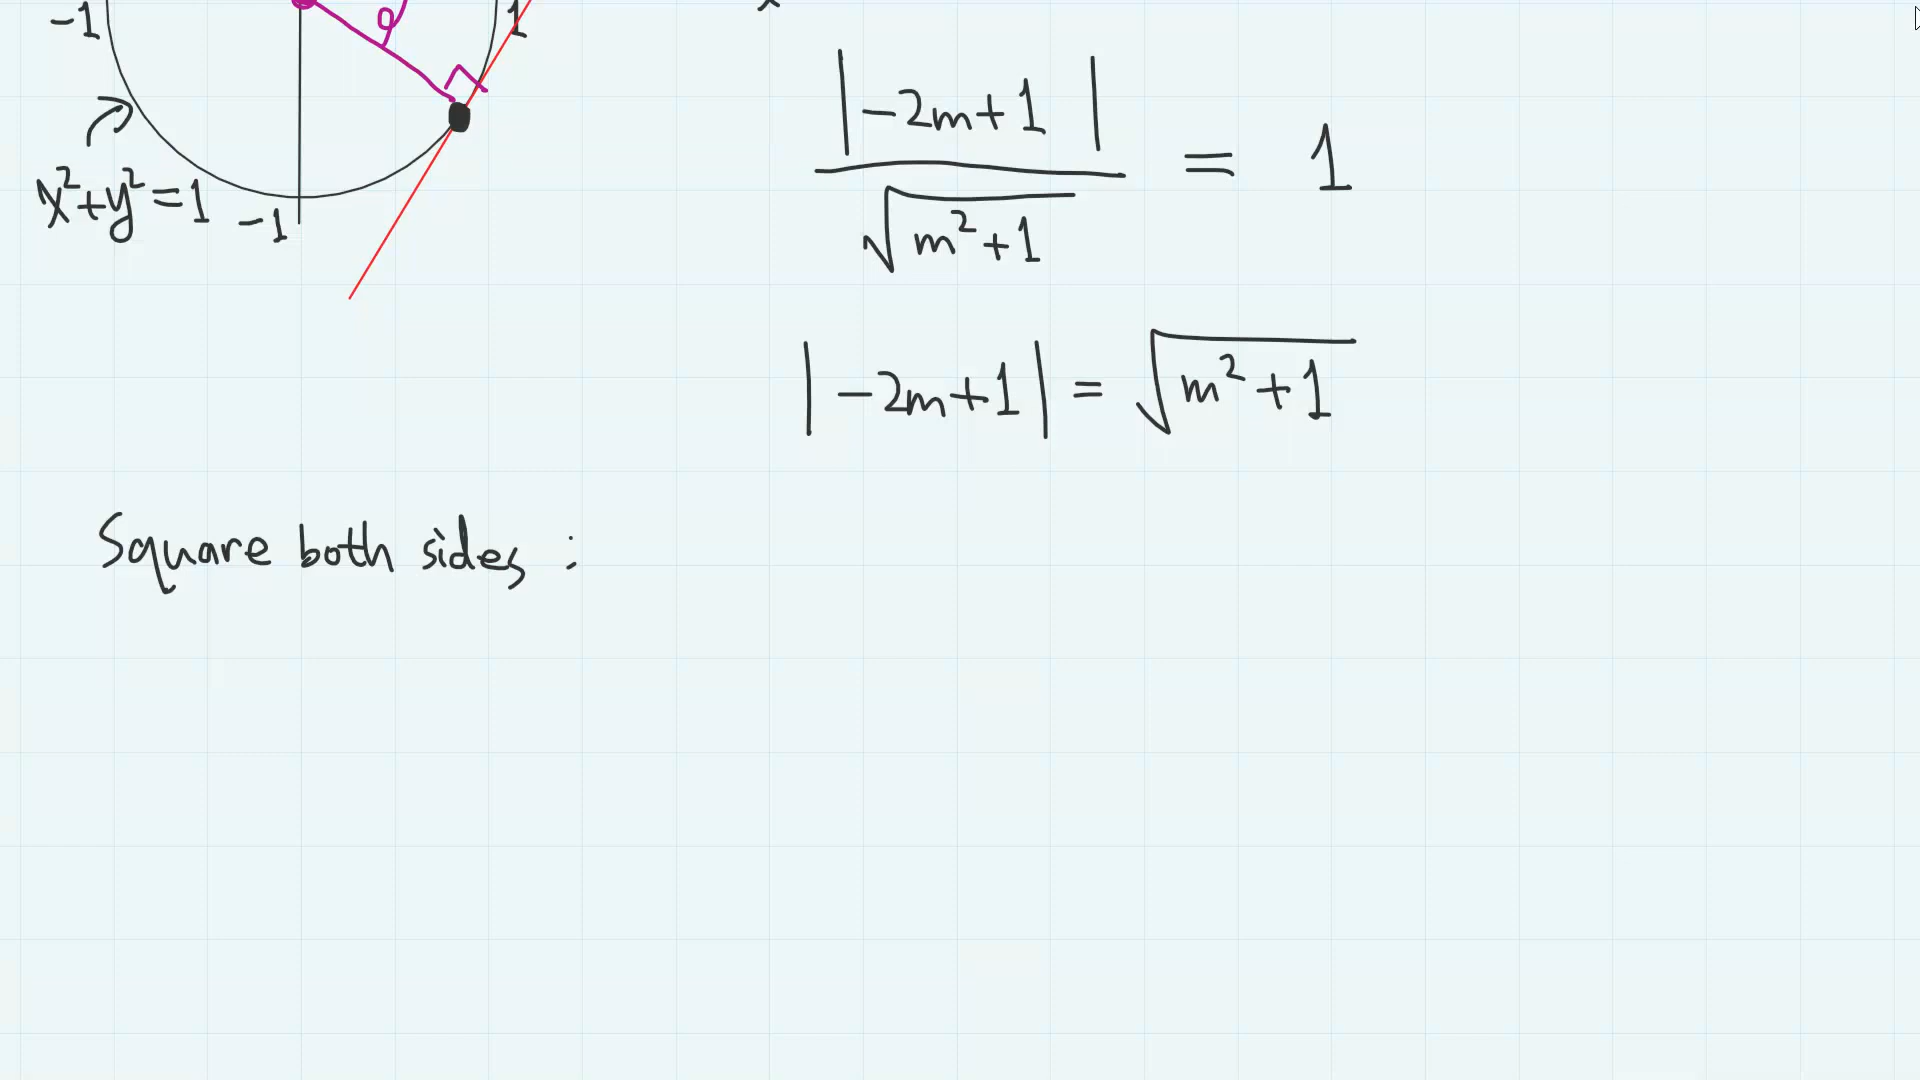 -1
1
x²+y²=1
-1
|-2m+1| / √(m²+1) = 1
|-2m+1| = √(m²+1)
Square both sides :